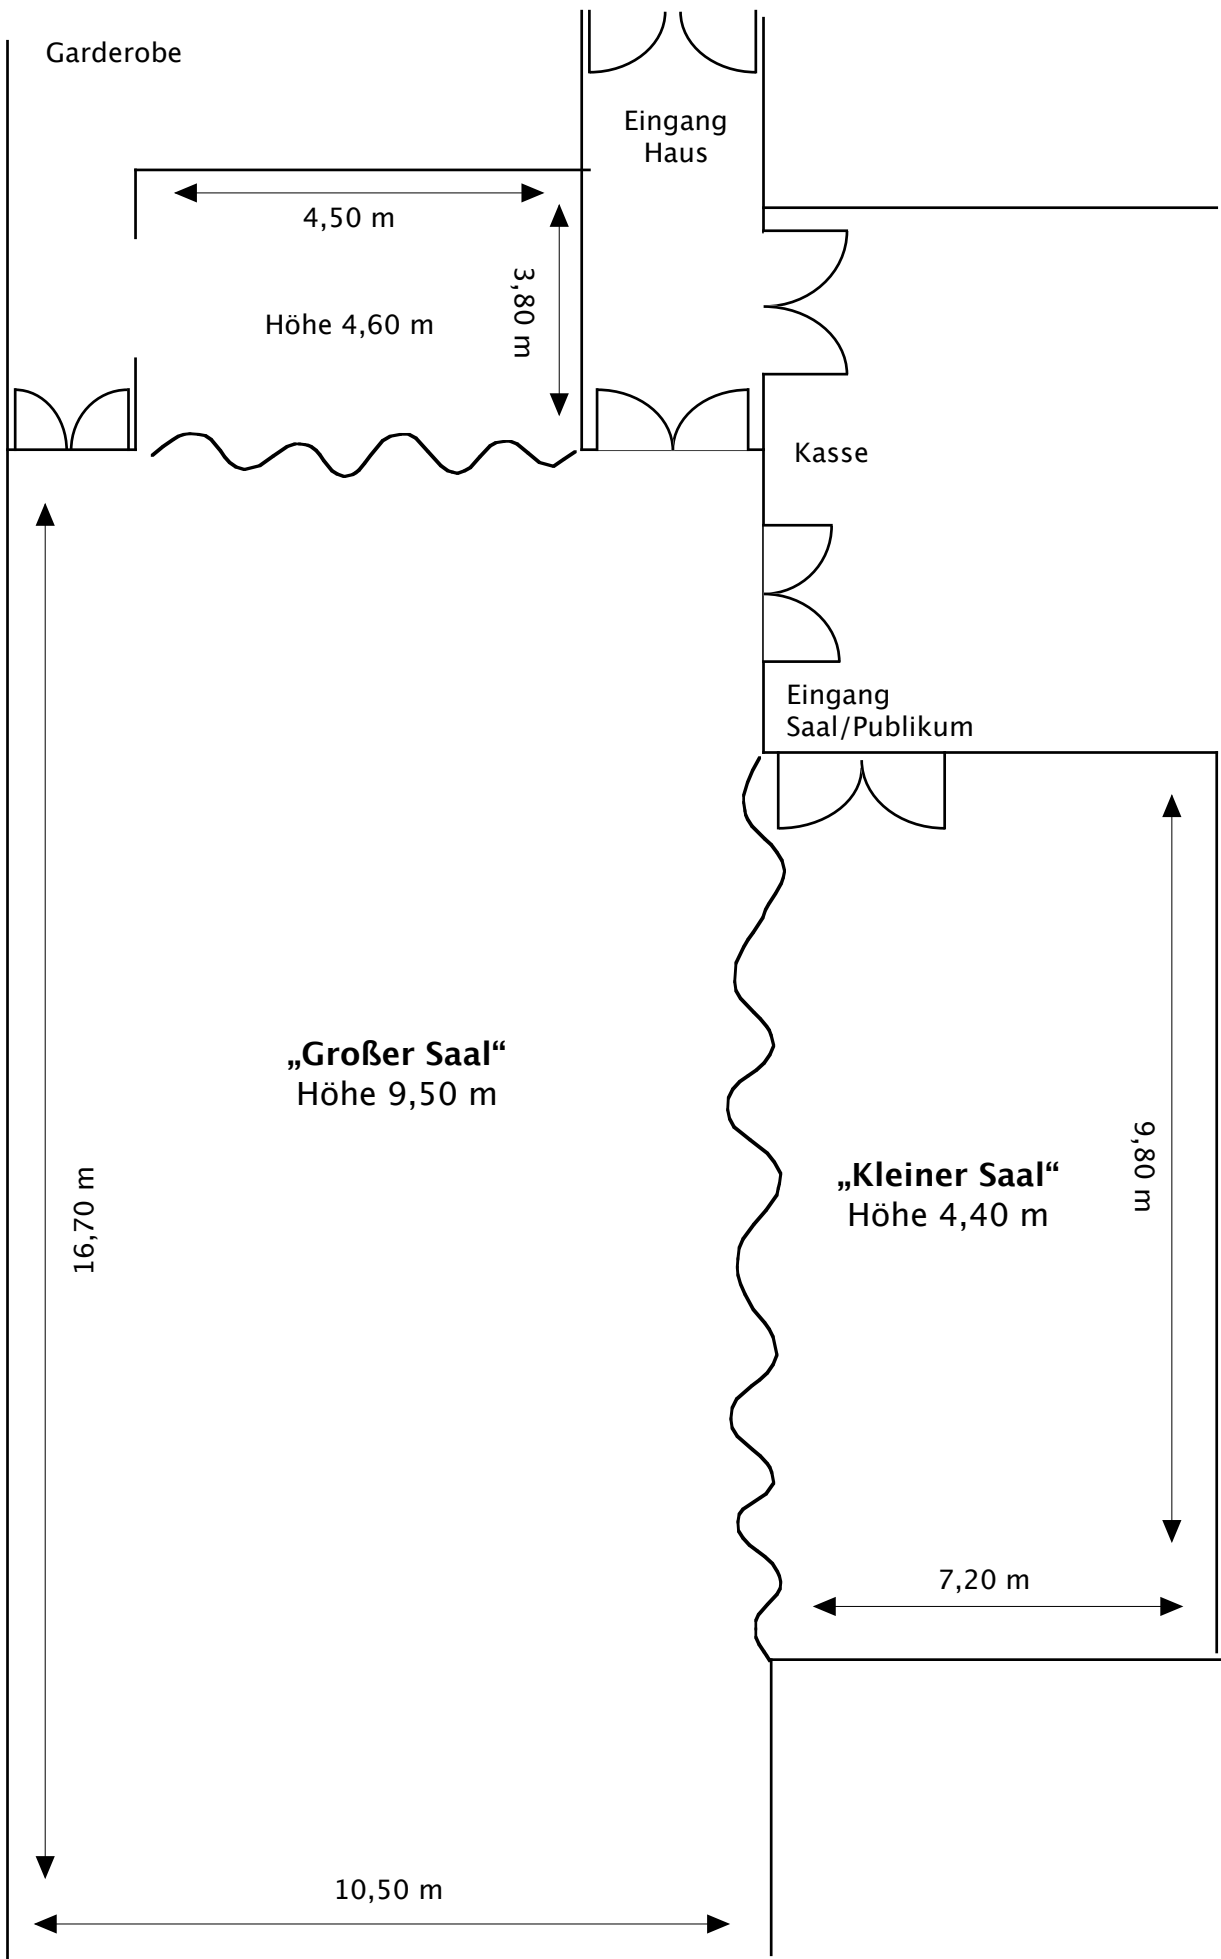 Garderobe
Eingang
Haus
4,50 m
3,80 m
Höhe 4,60 m
Kasse
Eingang
Saal/Publikum
„Großer Saal“
Höhe 9,50 m
16,70 m
„Kleiner Saal“
Höhe 4,40 m
9,80 m
7,20 m
10,50 m